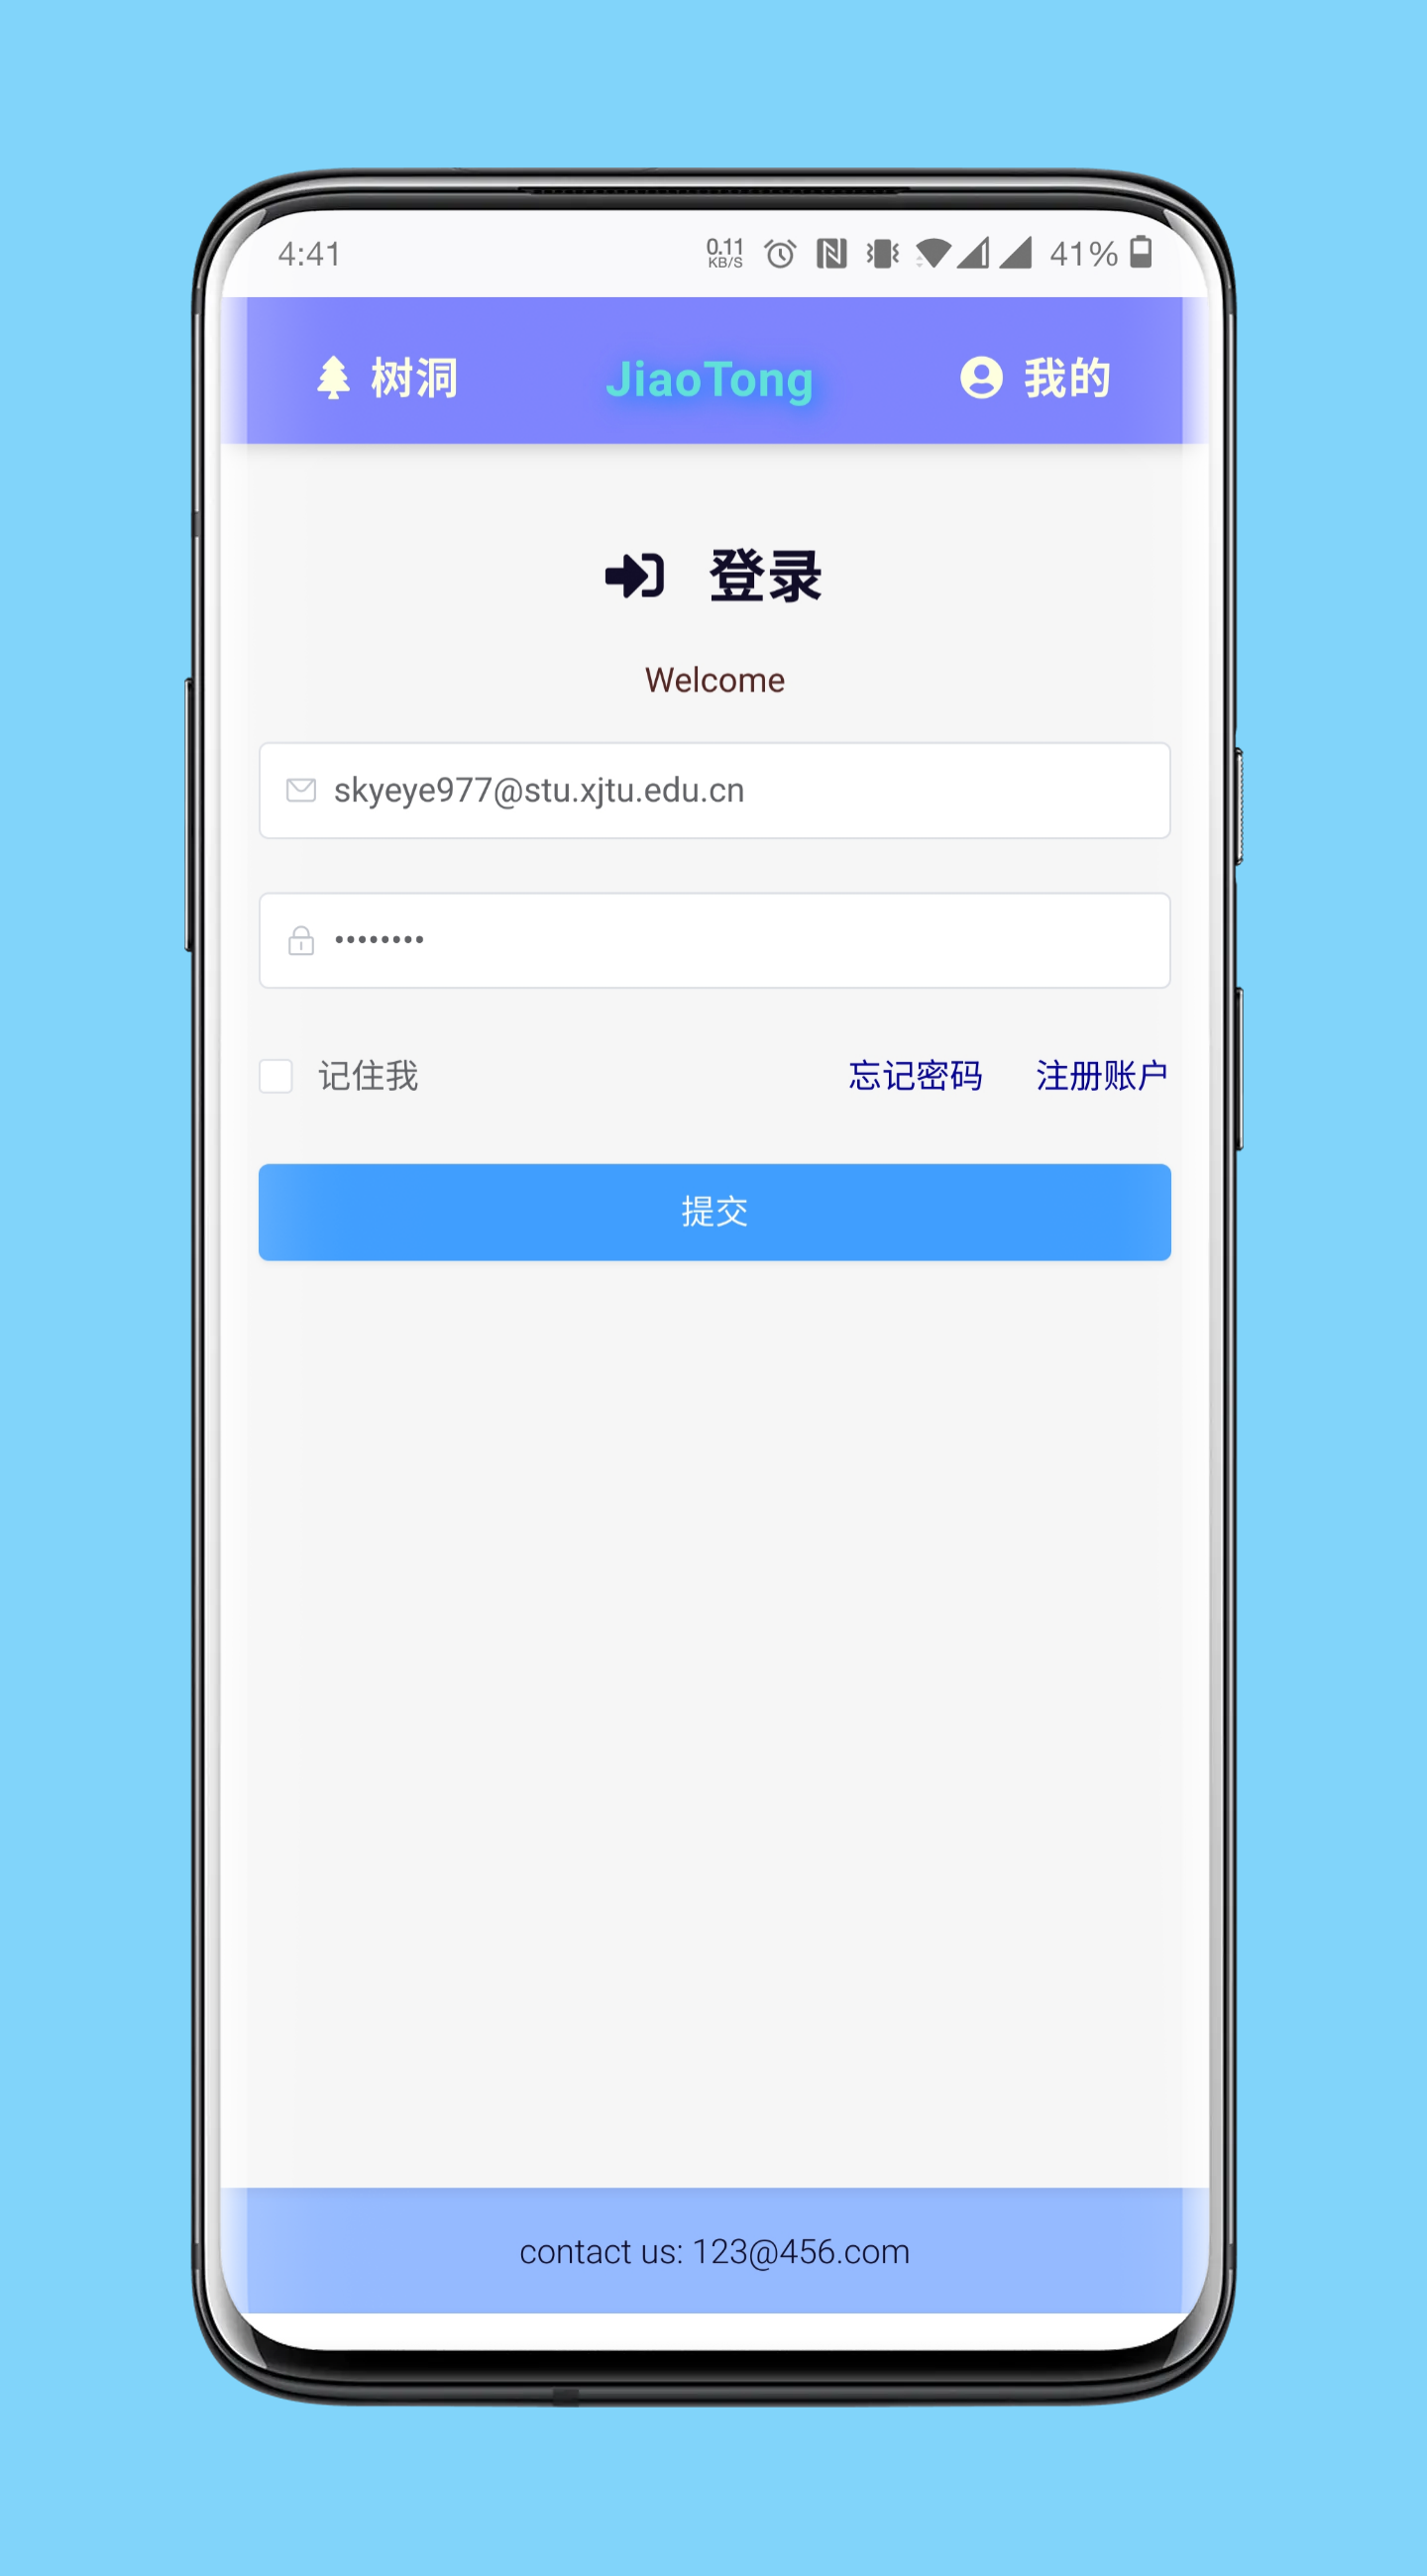 4:41 0.11 KB/S 41%
树洞 JiaoTong 我的
登录
Welcome
skyeye977@stu.xjtu.edu.cn
••••••••
记住我 忘记密码 注册账户
提交
contact us: 123@456.com